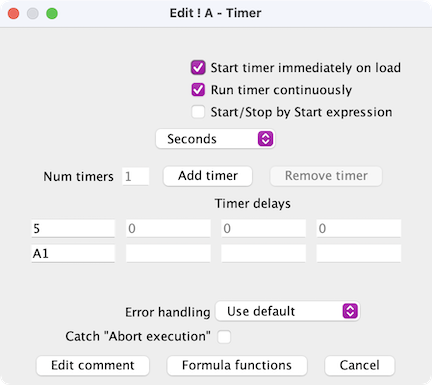 Edit ! A - Timer
Start timer immediately on load
Run timer continuously
Start/Stop by Start expression
Seconds
Num timers 1 Add timer Remove timer
Timer delays
5 0 0 0
A1
Error handling Use default
Catch "Abort execution"
Edit comment Formula functions Cancel